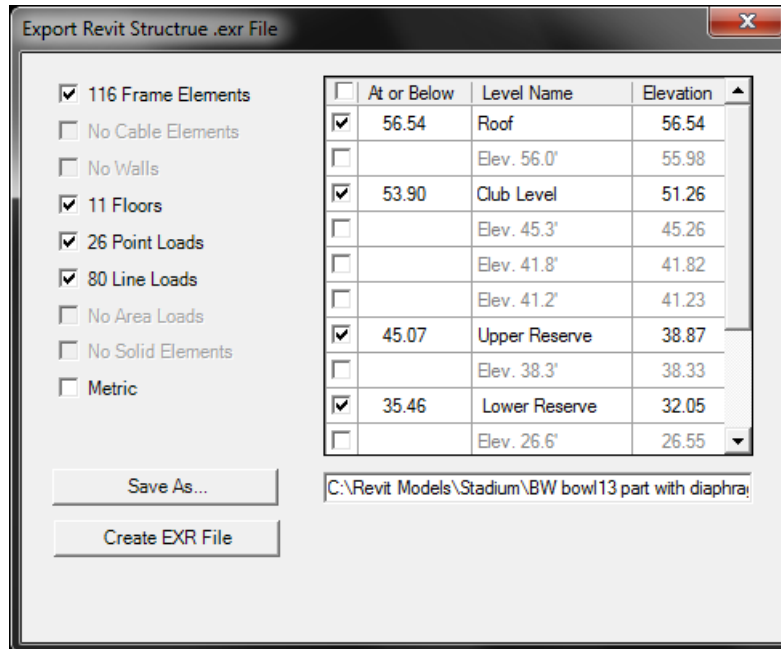 Export Revit Structrue .exr File
116 Frame Elements
No Cable Elements
No Walls
11 Floors
26 Point Loads
80 Line Loads
No Area Loads
No Solid Elements
Metric
Save As...
Create EXR File
At or Below Level Name Elevation
56.54 Roof 56.54
Elev. 56.0' 55.98
53.90 Club Level 51.26
Elev. 45.3' 45.26
Elev. 41.8' 41.82
Elev. 41.2' 41.23
45.07 Upper Reserve 38.87
Elev. 38.3' 38.33
35.46 Lower Reserve 32.05
Elev. 26.6' 26.55
C:\Revit Models\Stadium\BW bowl13 part with diaphrag